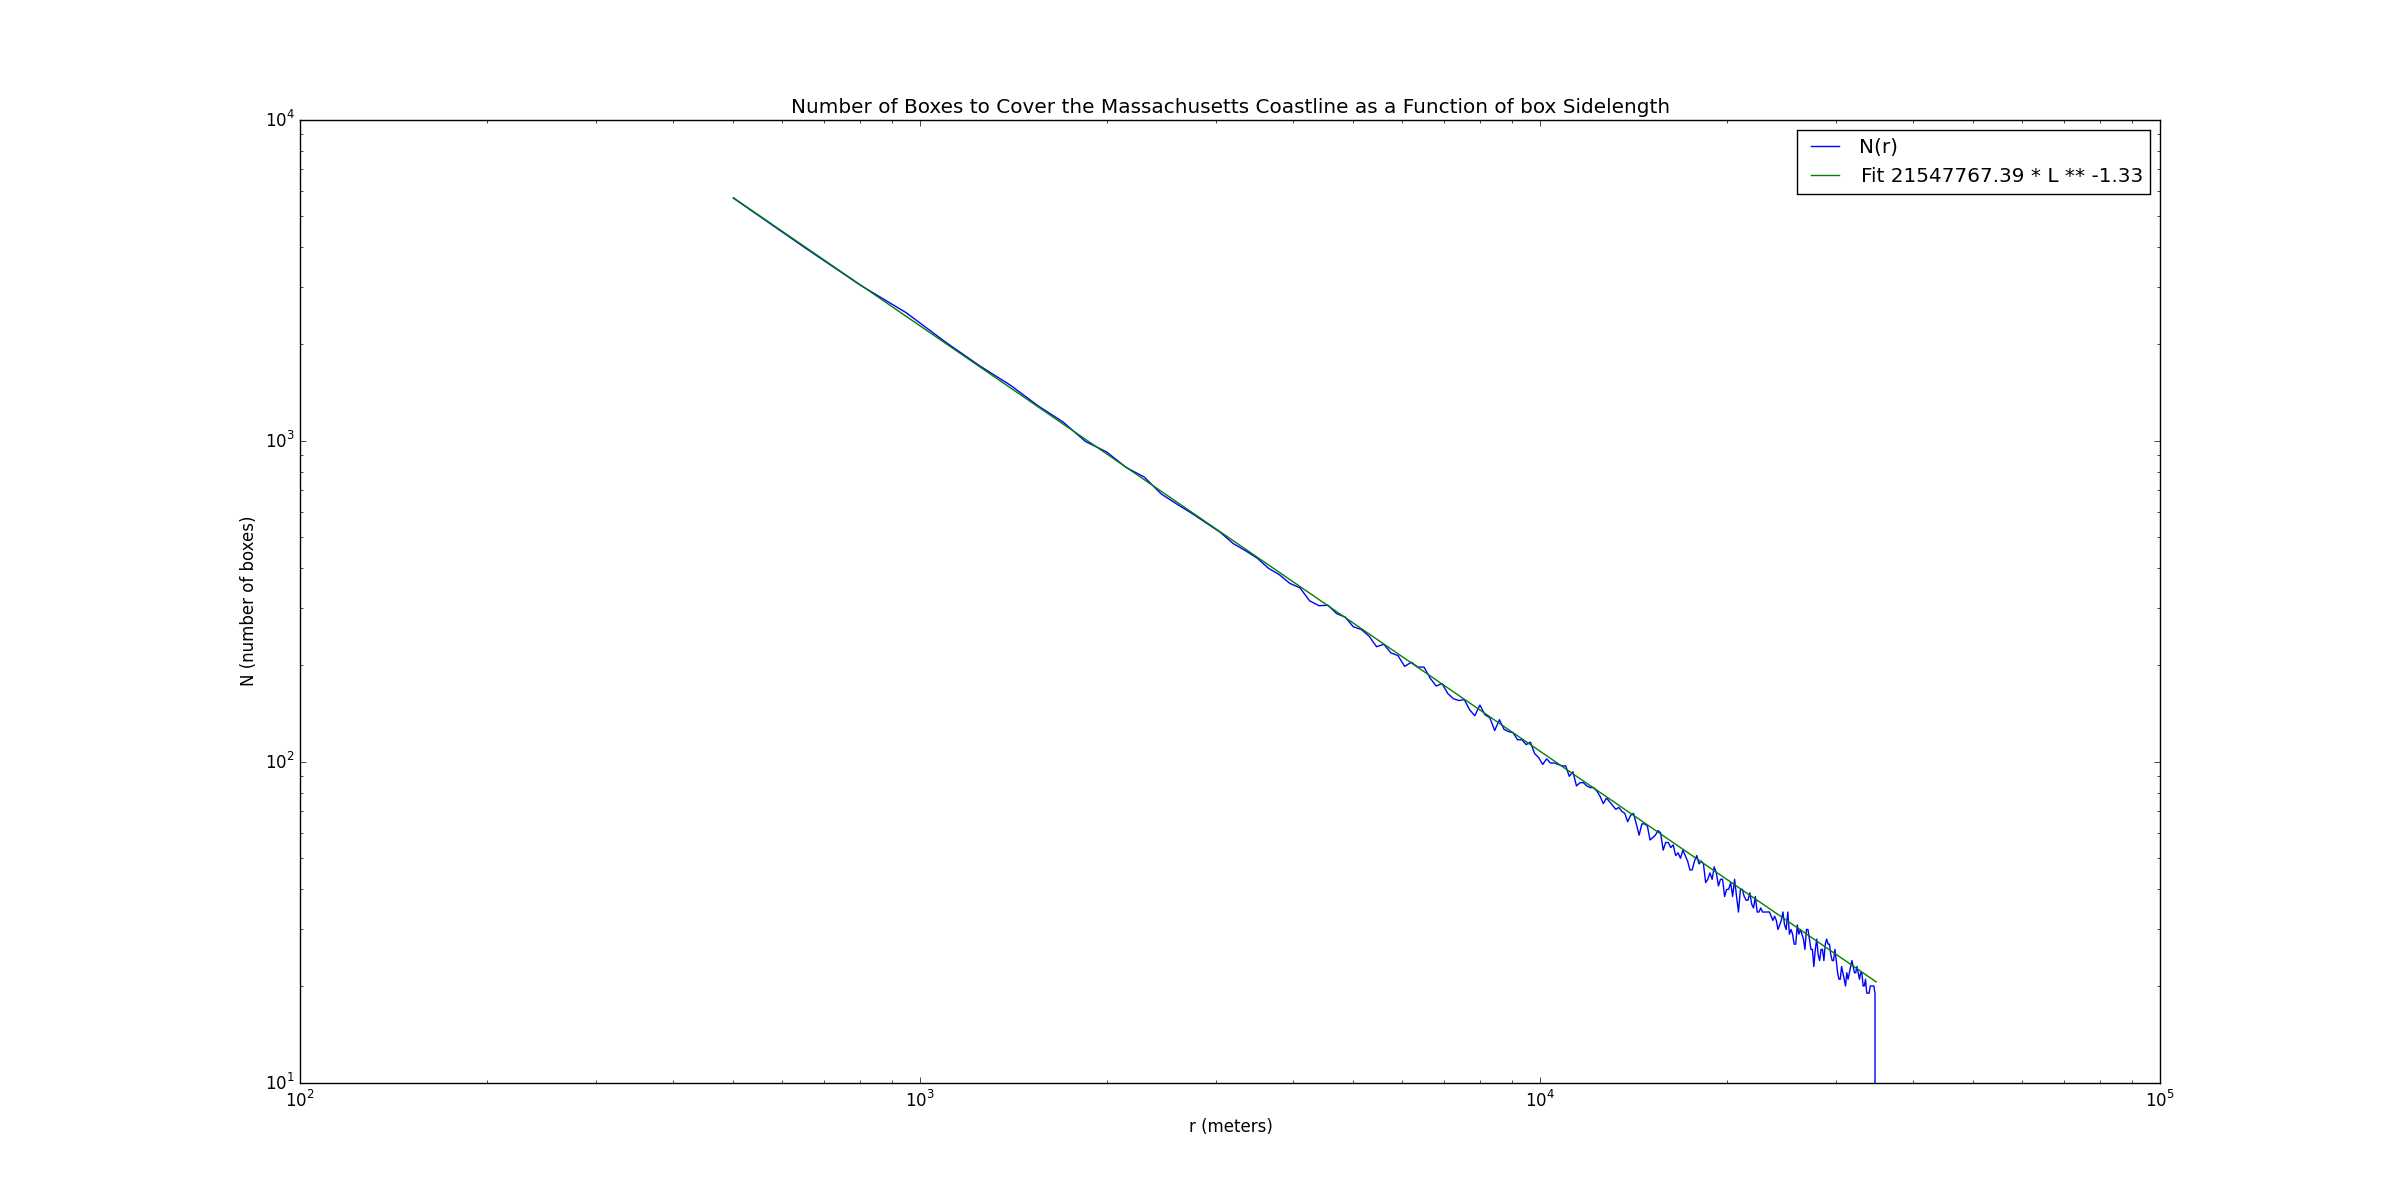 Number of Boxes to Cover the Massachusetts Coastline as a Function of box Sidelength
N(r)
Fit 21547767.39 * L ** -1.33
10^4
10^3
10^2
10^1
N (number of boxes)
10^2
10^3
10^4
10^5
r (meters)